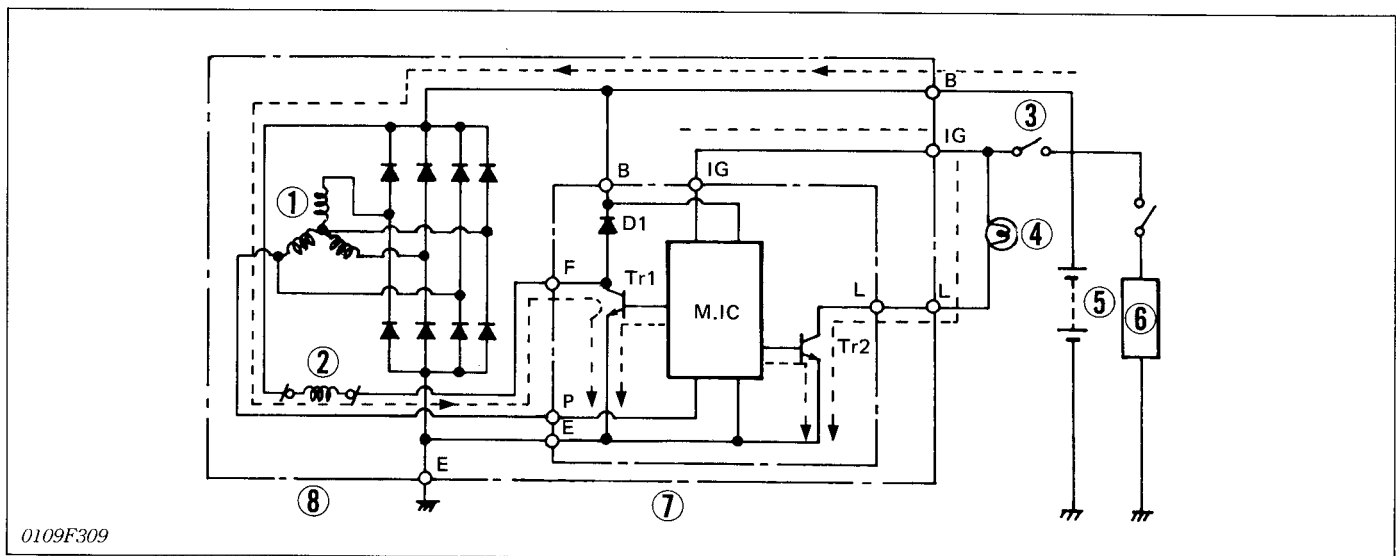 B
③
IG
B
IG
①
D1
④
F
Tr1
L
L
M.IC
⑤
⑥
Tr2
②
P
E
E
⑧
⑦
0109F309